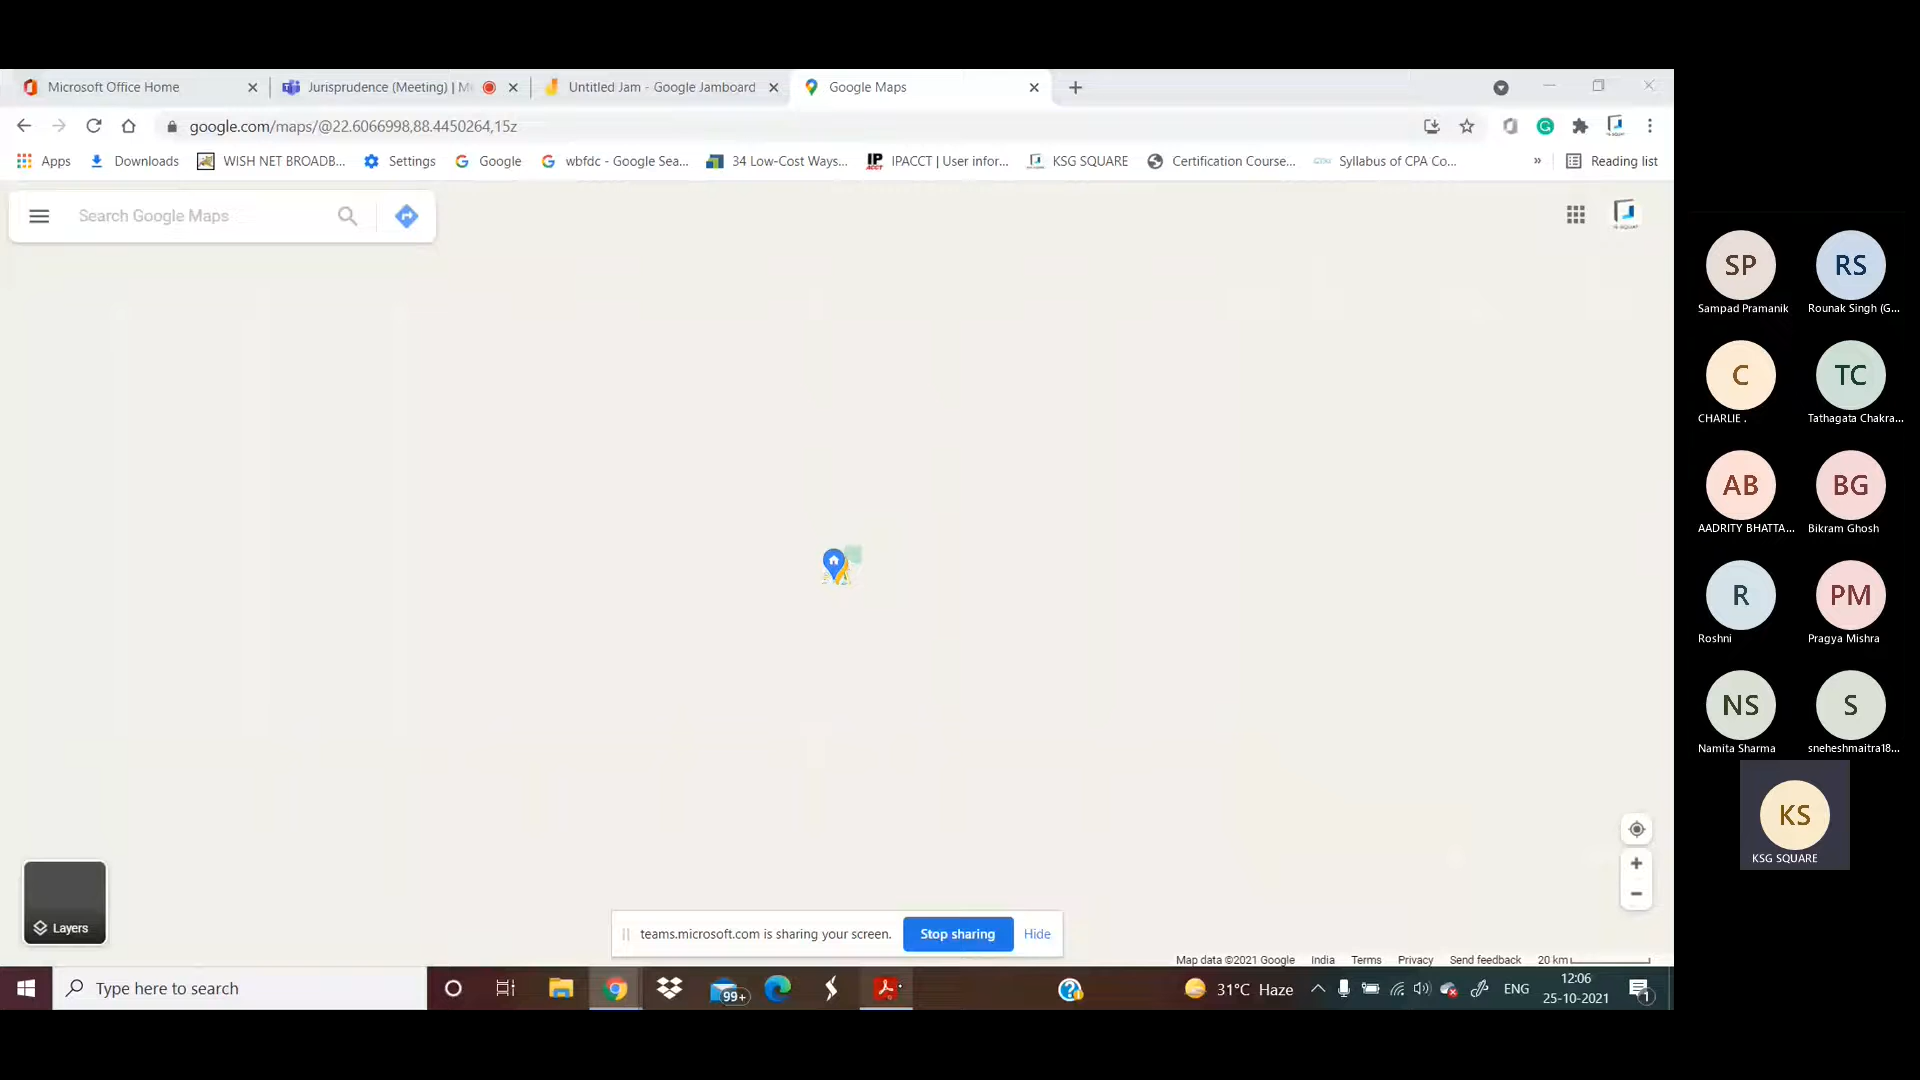 Microsoft Office Home
Jurisprudence (Meeting) | M
Untitled Jam - Google Jamboard
Google Maps
google.com/maps/@22.6066998,88.4450264,15z
Apps
Downloads
WISH NET BROADB...
Settings
Google
wbfdc - Google Sea...
34 Low-Cost Ways...
IP ACCT
IPACCT | User infor...
KSG SQUARE
Certification Course...
Syllabus of CPA Co...
»
Reading list
Search Google Maps
SP
Sampad Pramanik
RS
Rounak Singh (G...
C
CHARLIE .
TC
Tathagata Chakra...
AB
AADRITY BHATTA...
BG
Bikram Ghosh
R
Roshni
PM
Pragya Mishra
NS
Namita Sharma
S
sneheshmaitra18...
KS
KSG SQUARE
Layers
teams.microsoft.com is sharing your screen.
Stop sharing
Hide
Map data ©2021 Google
India
Terms
Privacy
Send feedback
20 km
Type here to search
99+
31°C Haze
ENG
12:06
25-10-2021
1